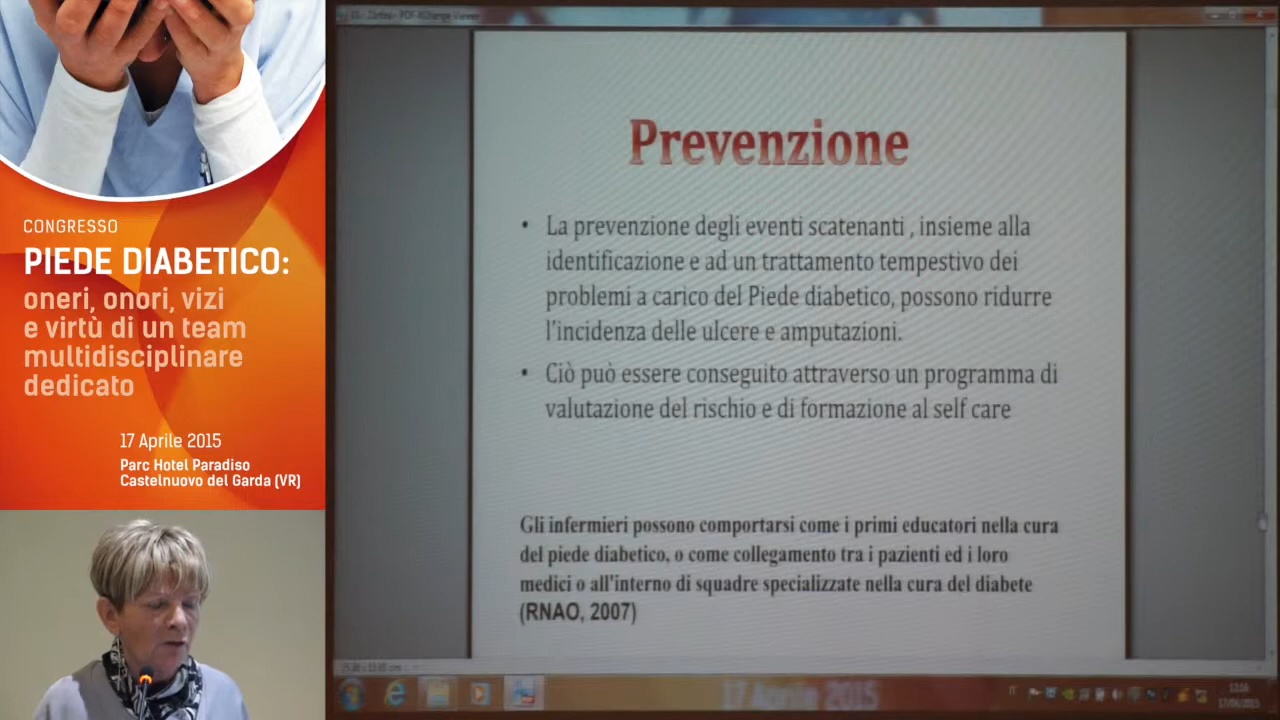 CONGRESSO
PIEDE DIABETICO:
oneri, onori, vizi
e virtù di un team
multidisciplinare
dedicato
17 Aprile 2015
Parc Hotel Paradiso
Castelnuovo del Garda (VR)
PDF-XChange Viewer
Prevenzione
• La prevenzione degli eventi scatenanti , insieme alla
identificazione e ad un trattamento tempestivo dei
problemi a carico del Piede diabetico, possono ridurre
l'incidenza delle ulcere e amputazioni.
• Ciò può essere conseguito attraverso un programma di
valutazione del rischio e di formazione al self care
Gli infermieri possono comportarsi come i primi educatori nella cura
del piede diabetico, o come collegamento tra i pazienti ed i loro
medici o all'interno di squadre specializzate nella cura del diabete
(RNAO, 2007)
17 Aprile 2015
IT